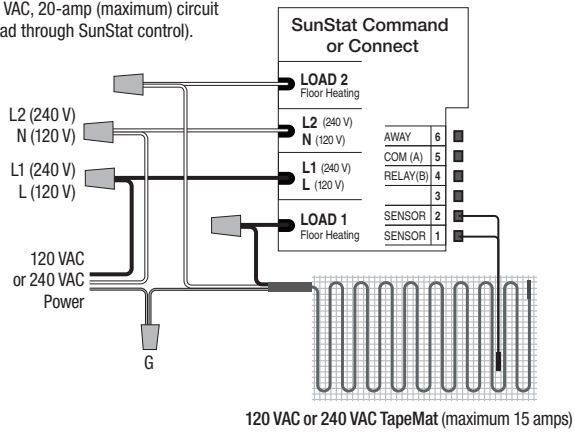 VAC, 20-amp (maximum) circuit
ad through SunStat control).
SunStat Command
or Connect
LOAD 2
Floor Heating
L2 (240 V)
N (120 V)
L2 (240 V)
N (120 V)
L1 (240 V)
L (120 V)
L1 (240 V)
L (120 V)
LOAD 1
Floor Heating
AWAY 6
COM (A) 5
RELAY(B) 4
3
SENSOR 2
SENSOR 1
120 VAC
or 240 VAC
Power
G
120 VAC or 240 VAC TapeMat (maximum 15 amps)